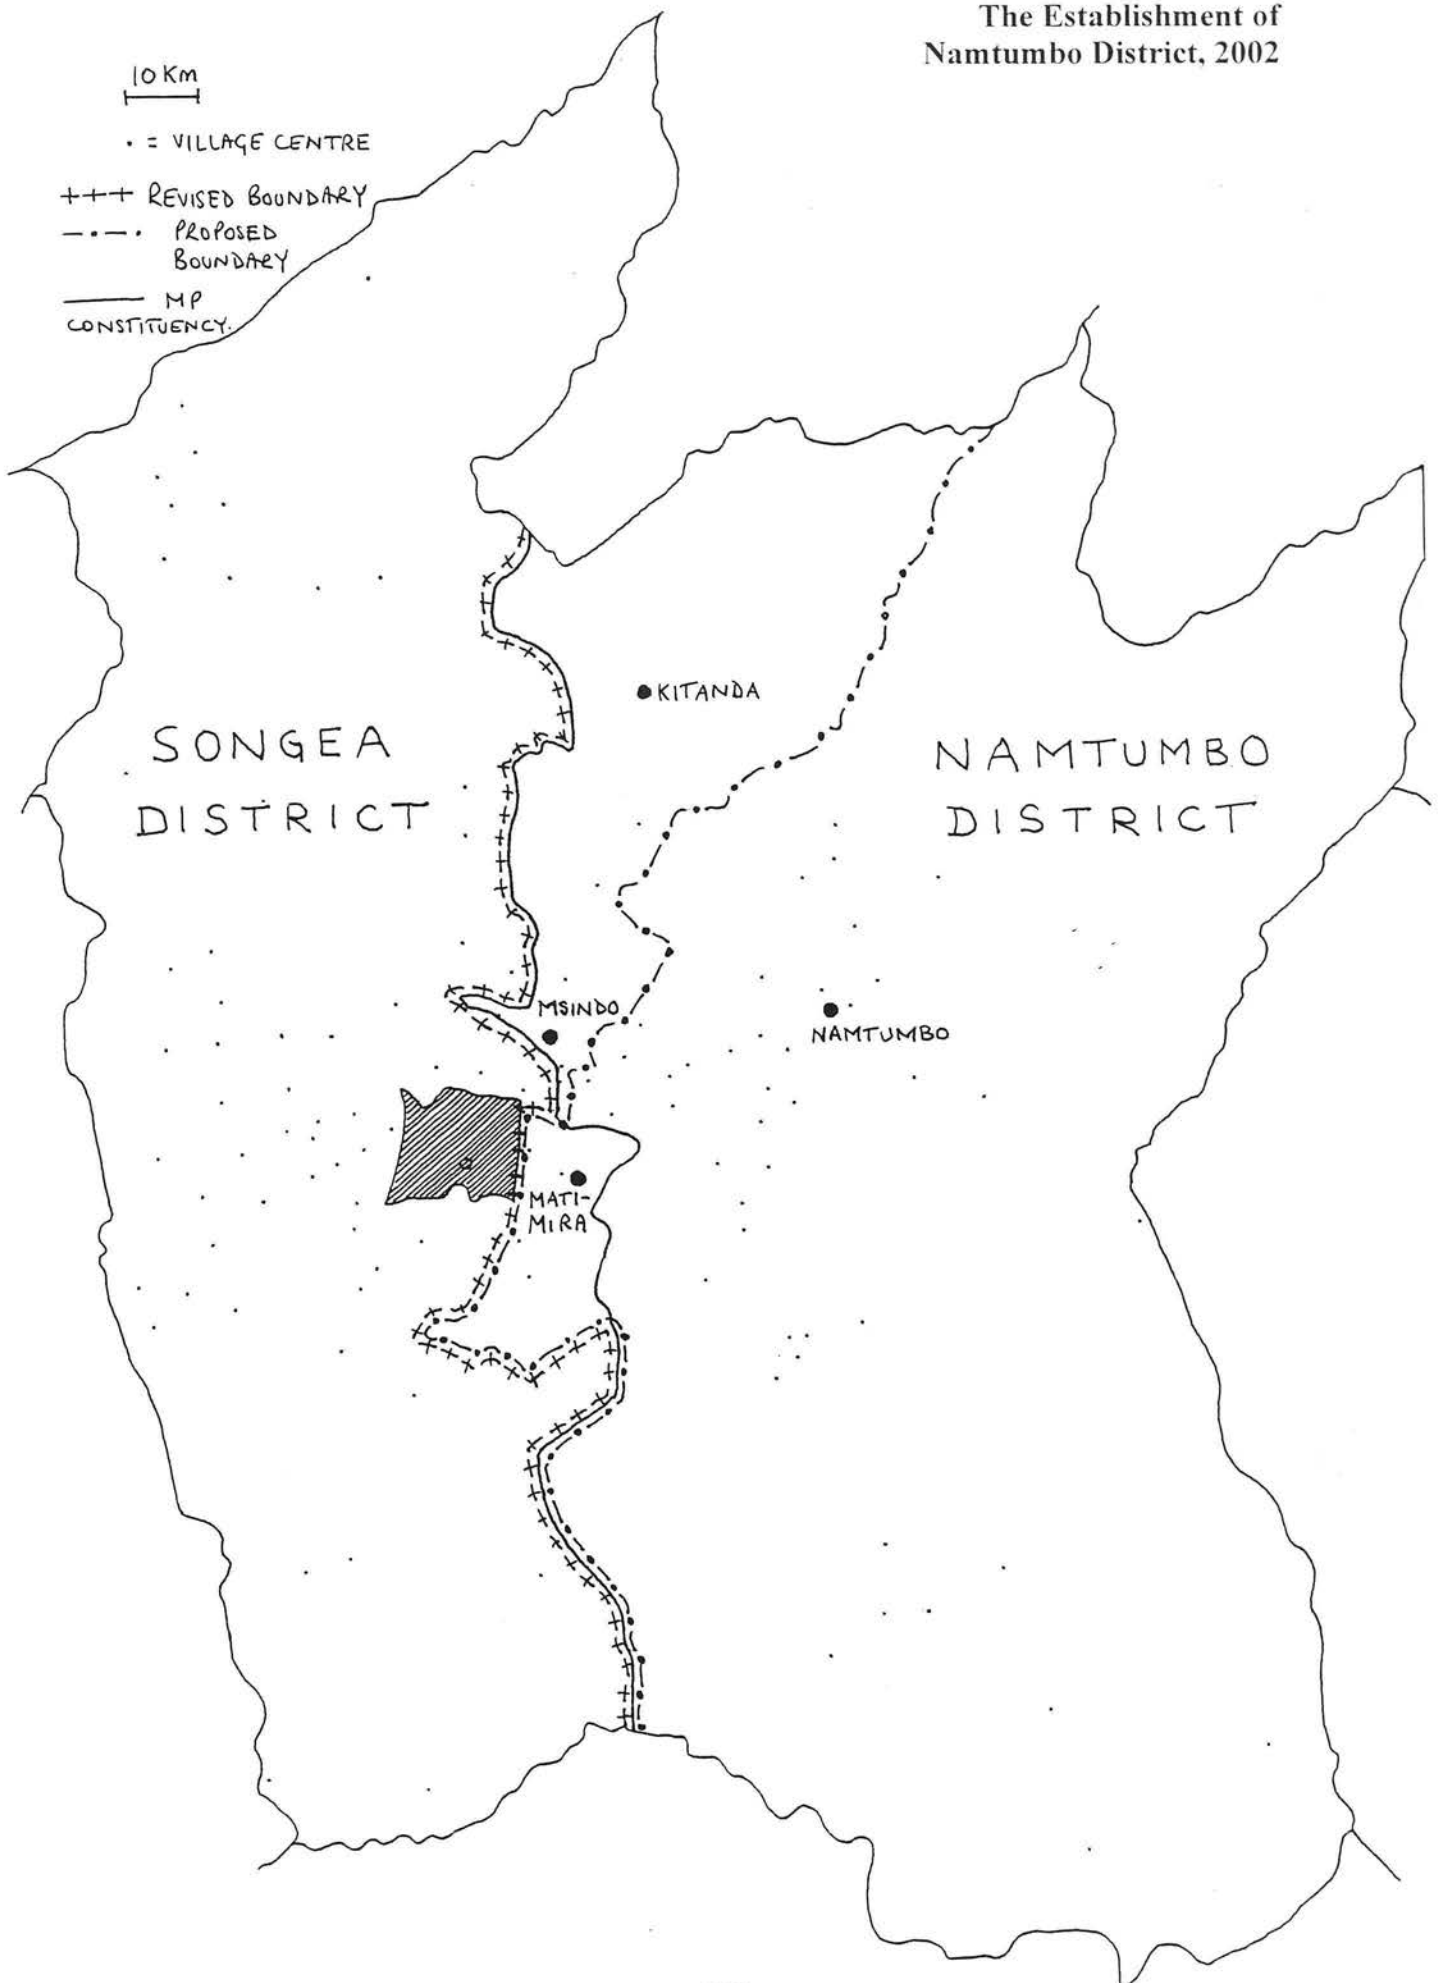 The Establishment of
Namtumbo District, 2002
10 Km
• = VILLAGE CENTRE
+++ REVISED BOUNDARY
—•—• PROPOSED
BOUNDARY
—— MP
CONSTITUENCY.
KITANDA
SONGEA
DISTRICT
NAMTUMBO
DISTRICT
MSINDO
NAMTUMBO
MATI-
MIRA